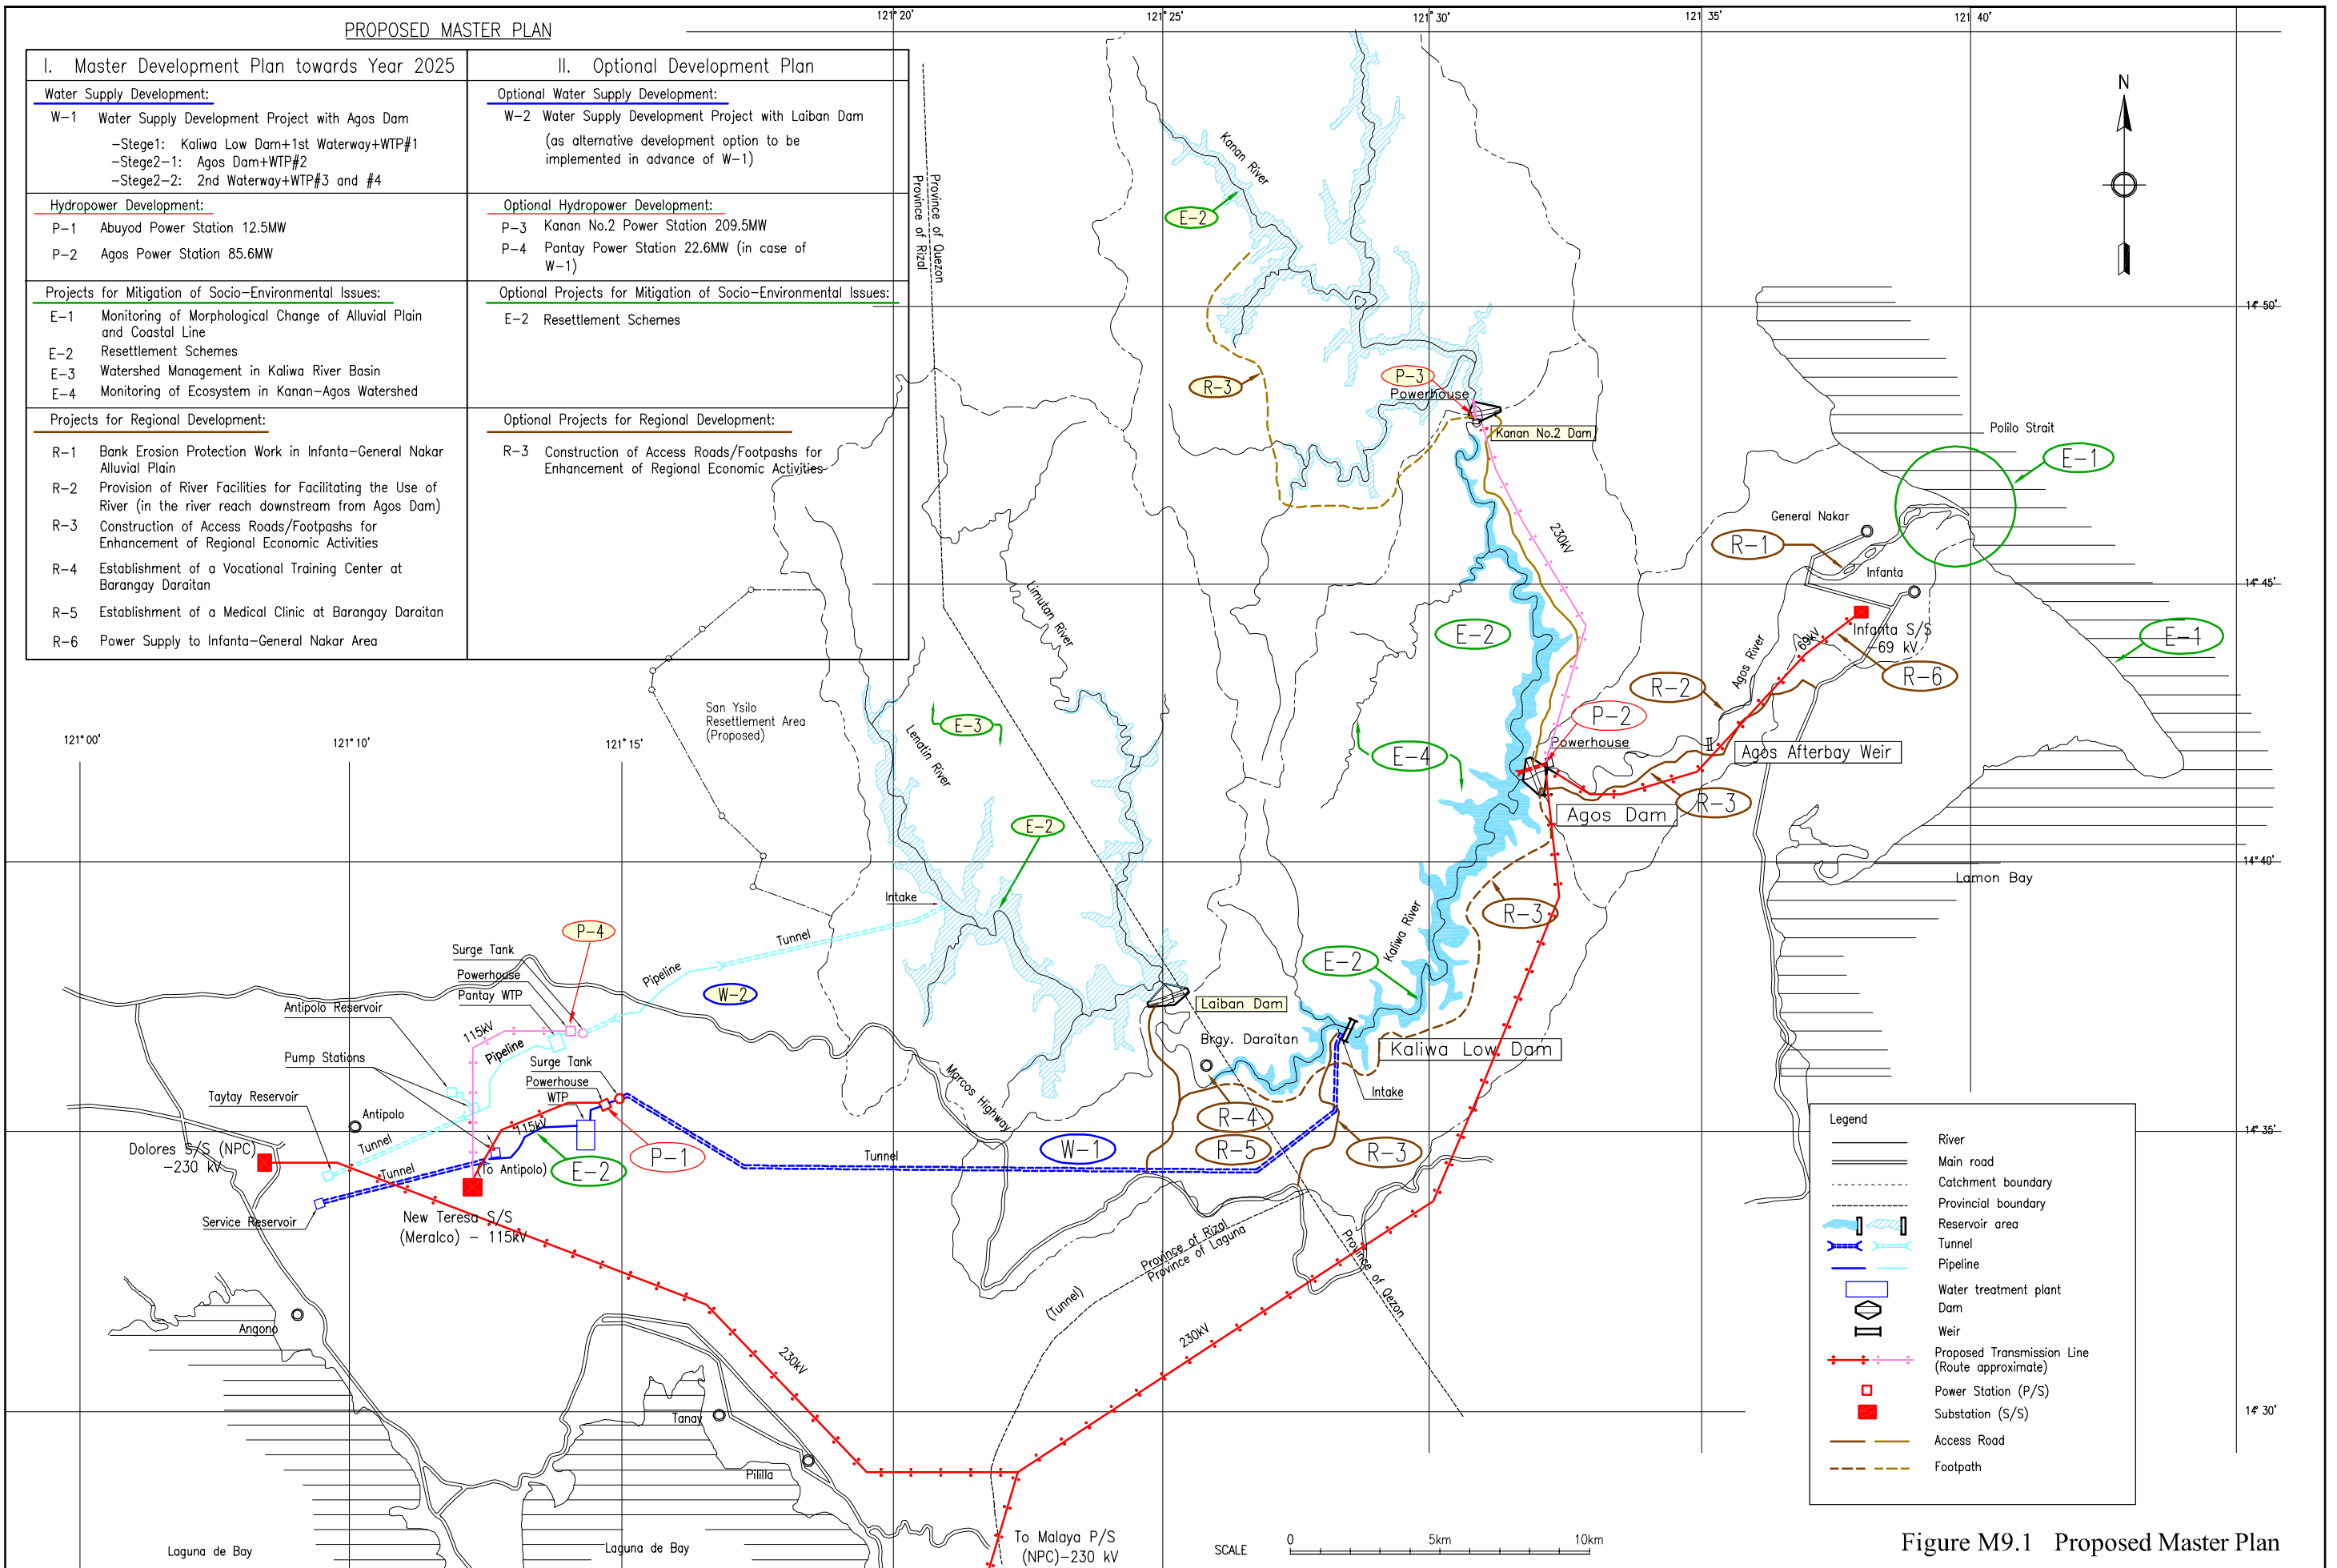 PROPOSED MASTER PLAN
I. Master Development Plan towards Year 2025
Water Supply Development:
W-1 Water Supply Development Project with Agos Dam
-Stege1: Kaliwa Low Dam+1st Waterway+WTP#1
-Stege2-1: Agos Dam+WTP#2
-Stege2-2: 2nd Waterway+WTP#3 and #4
Hydropower Development:
P-1 Abuyod Power Station 12.5MW
P-2 Agos Power Station 85.6MW
Projects for Mitigation of Socio-Environmental Issues:
E-1 Monitoring of Morphological Change of Alluvial Plain
and Coastal Line
E-2 Resettlement Schemes
E-3 Watershed Management in Kaliwa River Basin
E-4 Monitoring of Ecosystem in Kanan-Agos Watershed
Projects for Regional Development:
R-1 Bank Erosion Protection Work in Infanta-General Nakar
Alluvial Plain
R-2 Provision of River Facilities for Facilitating the Use of
River (in the river reach downstream from Agos Dam)
R-3 Construction of Access Roads/Footpashs for
Enhancement of Regional Economic Activities
R-4 Establishment of a Vocational Training Center at
Barangay Daraitan
R-5 Establishment of a Medical Clinic at Barangay Daraitan
R-6 Power Supply to Infanta-General Nakar Area
II. Optional Development Plan
Optional Water Supply Development:
W-2 Water Supply Development Project with Laiban Dam
(as alternative development option to be
implemented in advance of W-1)
Optional Hydropower Development:
P-3 Kanan No.2 Power Station 209.5MW
P-4 Pantay Power Station 22.6MW (in case of
W-1)
Optional Projects for Mitigation of Socio-Environmental Issues:
E-2 Resettlement Schemes
Optional Projects for Regional Development:
R-3 Construction of Access Roads/Footpashs for
Enhancement of Regional Economic Activities
121° 20'
121° 25'
121° 30'
121° 35'
121° 40'
N
Province of Quezon
Province of Rizal
Kanan River
E-2
R-3
P-3
Powerhouse
Kanan No.2 Dam
14° 50'
Polilo Strait
E-1
General Nakar
R-1
Infanta
230kV
14° 45'
Limutan River
E-2
Infanta S/S
-69 kV
69kV
E-1
Agos River
R-6
R-2
San Ysilo
Resettlement Area
(Proposed)
E-3
Lenatin River
P-2
Powerhouse
Agos Afterbay Weir
E-4
R-3
Agos Dam
121° 00'
121° 10'
121° 15'
E-2
14° 40'
Lamon Bay
Intake
R-3
Kaliwa River
P-4
Tunnel
Surge Tank
Powerhouse
Pipeline
E-2
Pantay WTP
W-2
Laiban Dam
Antipolo Reservoir
115kV
Pipeline
Brgy. Daraitan
Kaliwa Low Dam
Pump Stations
Surge Tank
Powerhouse
WTP
Marcos Highway
Intake
Taytay Reservoir
Antipolo
115kV
R-4
14° 35'
Dolores S/S (NPC)
-230 kV
Tunnel
Tunnel
(To Antipolo)
E-2
P-1
Tunnel
W-1
R-5
R-3
Service Reservoir
New Teresa S/S
(Meralco) - 115kV
Province of Rizal
Province of Laguna
Province of Qezon
(Tunnel)
Angono
230kV
230kV
Tanay
14° 30'
Pililla
Laguna de Bay
Laguna de Bay
To Malaya P/S
(NPC)-230 kV
SCALE
0 5km 10km
Legend
River
Main road
Catchment boundary
Provincial boundary
Reservoir area
Tunnel
Pipeline
Water treatment plant
Dam
Weir
Proposed Transmission Line
(Route approximate)
Power Station (P/S)
Substation (S/S)
Access Road
Footpath
Figure M9.1 Proposed Master Plan